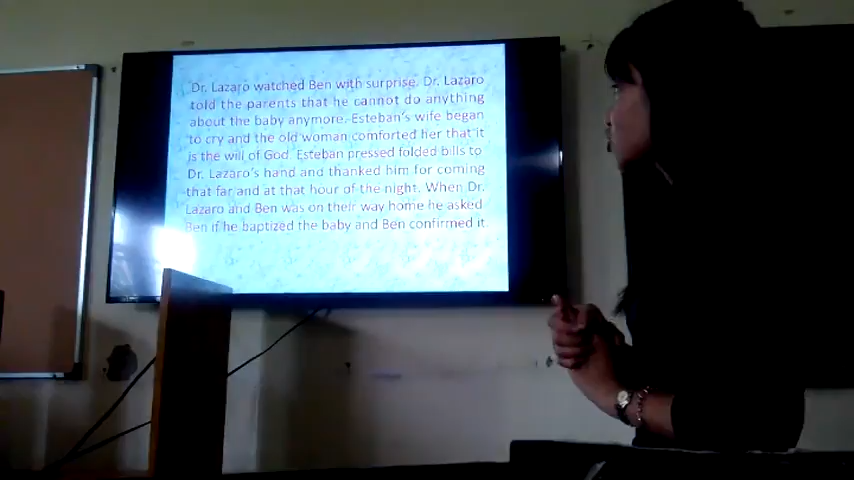 Dr. Lazaro watched Ben with surprise. Dr. Lazaro
told the parents that he cannot do anything
about the baby anymore. Esteban's wife began
to cry and the old woman comforted her that it
is the will of God. Esteban pressed folded bills to
Dr. Lazaro's hand and thanked him for coming
that far and at that hour of the night. When Dr.
Lazaro and Ben was on their way home he asked
Ben if he baptized the baby and Ben confirmed it.